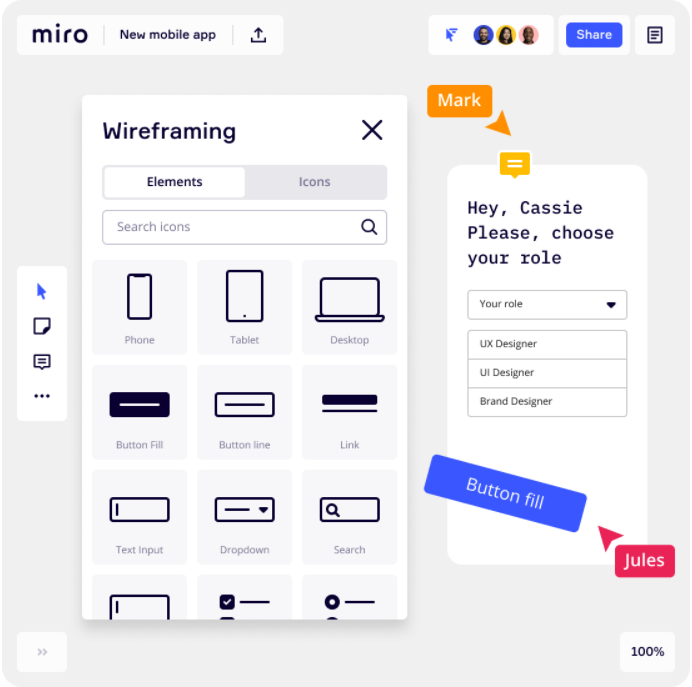 miro
New mobile app
Share
Wireframing
Elements
Icons
Search icons
Phone
Tablet
Desktop
Button Fill
Button line
Link
Text Input
Dropdown
Search
Mark
Hey, Cassie
Please, choose
your role
Your role
UX Designer
UI Designer
Brand Designer
Button fill
Jules
100%